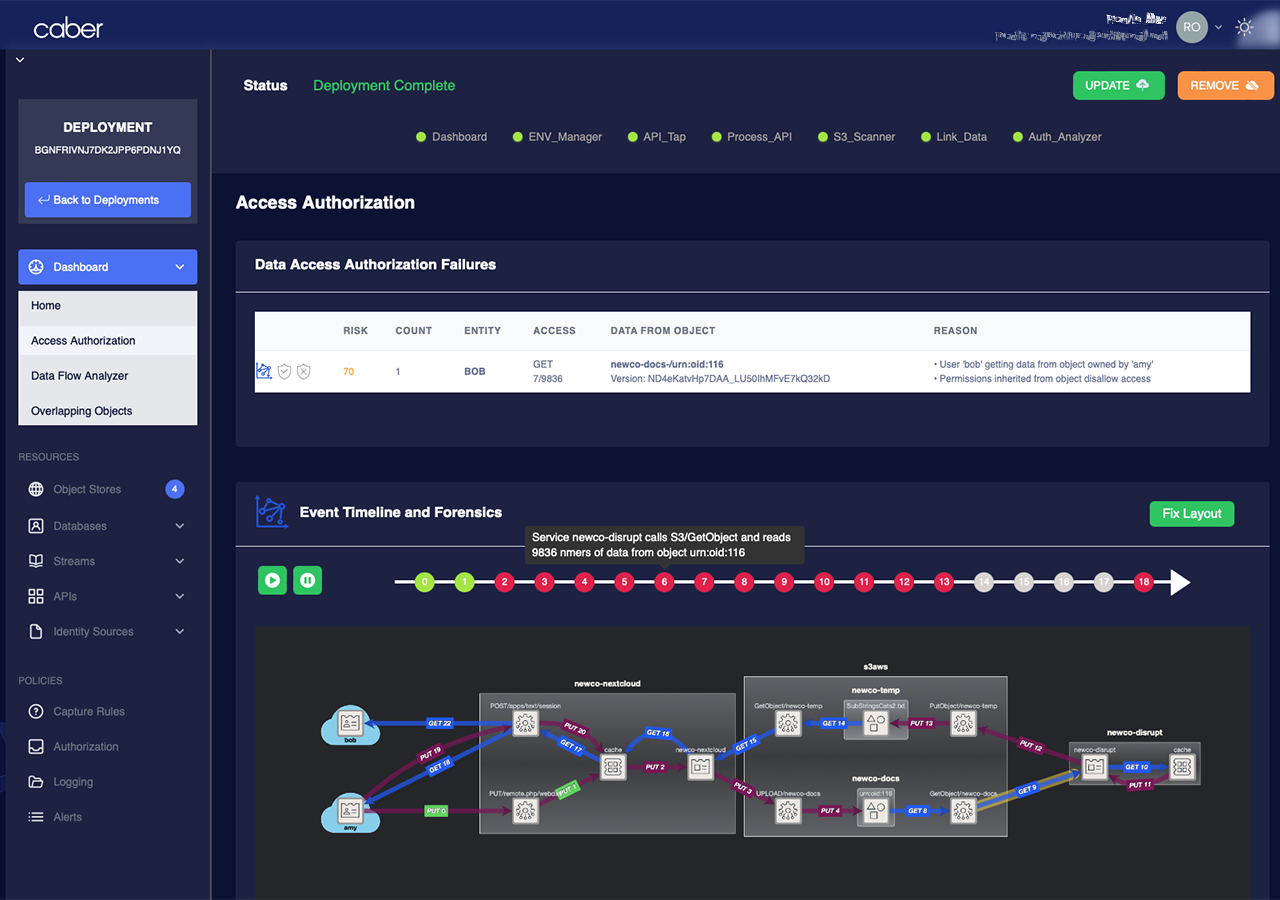 caber
RO
Status
Deployment Complete
UPDATE
REMOVE
Dashboard
ENV_Manager
API_Tap
Process_API
S3_Scanner
Link_Data
Auth_Analyzer
DEPLOYMENT
BGNFRIVNJ7DK2JPP6PDNJ1YQ
Back to Deployments
Dashboard
Home
Access Authorization
Data Flow Analyzer
Overlapping Objects
RESOURCES
Object Stores 4
Databases
Streams
APIs
Identity Sources
POLICIES
Capture Rules
Authorization
Logging
Alerts
Access Authorization
Data Access Authorization Failures
RISK COUNT ENTITY ACCESS DATA FROM OBJECT REASON
70 1 BOB
GET
7/9836
newco-docs-/urn:oid:116
Version: ND4eKatvHp7DAA_LU50IhMFvE7kQ32kD
• User 'bob' getting data from object owned by 'amy'
• Permissions inherited from object disallow access
Event Timeline and Forensics
Fix Layout
Service newco-disrupt calls S3/GetObject and reads
9836 nmers of data from object urn:oid:116
0 1 2 3 4 5 6 7 8 9 10 11 12 13 14 15 16 17 18
s3aws
newco-nextcloud
newco-temp
POST/apps/text/session
GetObject/newco-temp
SubStringsCats2.txt
PutObject/newco-temp
GET 22
PUT 20
GET 16
GET 14
PUT 13
newco-disrupt
bob
PUT 19
GET 17
GET 15
PUT 12
cache
newco-nextcloud
newco-disrupt
cache
GET 18
PUT 2
GET 10
newco-docs
PUT 11
PUT/remote.php/webd
PUT 1
PUT 3
UPLOAD/newco-docs
urn:oid:116
GetObject/newco-docs
GET 9
PUT 0
PUT 4
GET 8
amy